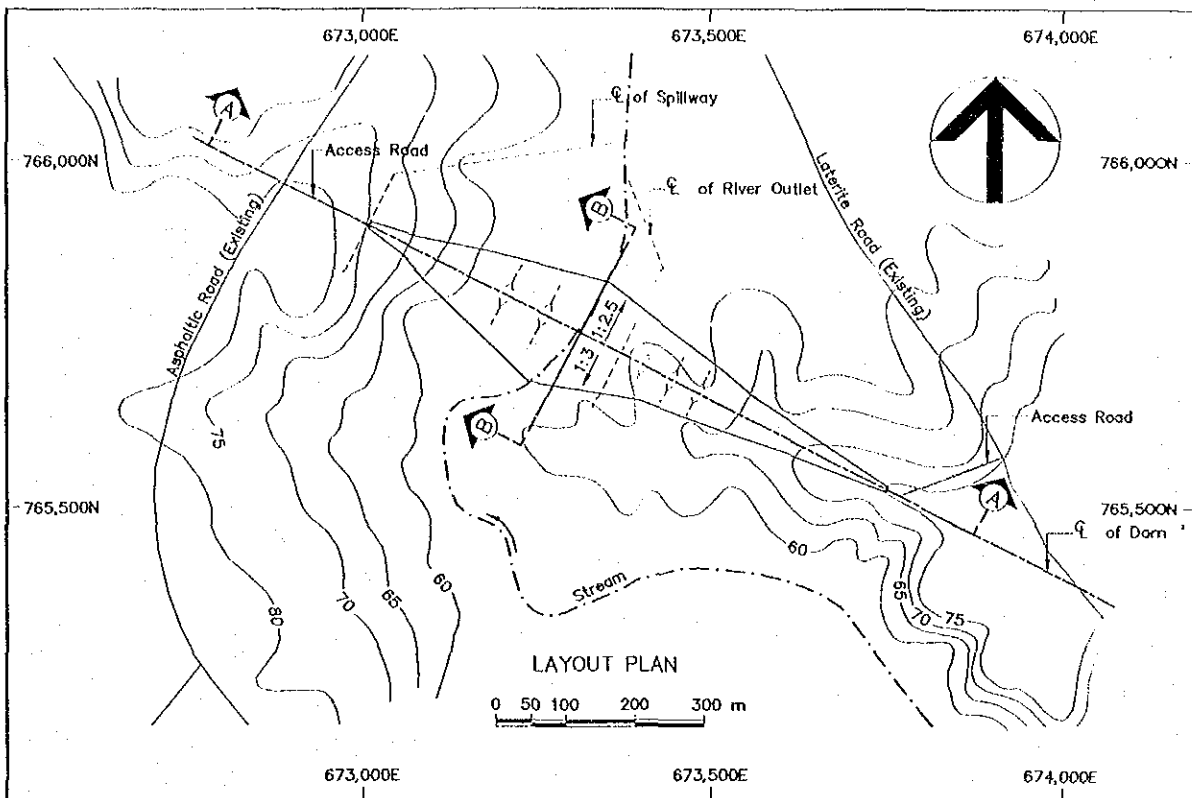 673,000E
673,500E
674,000E
℄ of Spillway
A
Access Road
766,000N
766,000N
℄ of River Outlet
B
Laterite Road (Existing)
Asphaltic Road (Existing)
1:2.5
1:3
B
75
Access Road
765,500N
A
765,500N
℄ of Dam
60
60
65
65
70
70
75
80
Stream
LAYOUT PLAN
0 50 100 200 300 m
673,000E
673,500E
674,000E